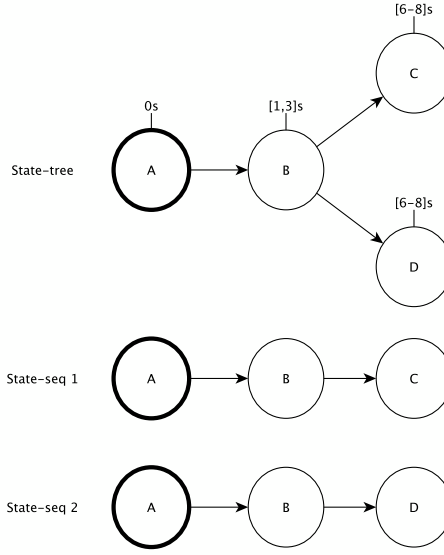 [6-8]s
C
0s
[1,3]s
State-tree
A
B
[6-8]s
D
State-seq 1
A
B
C
State-seq 2
A
B
D